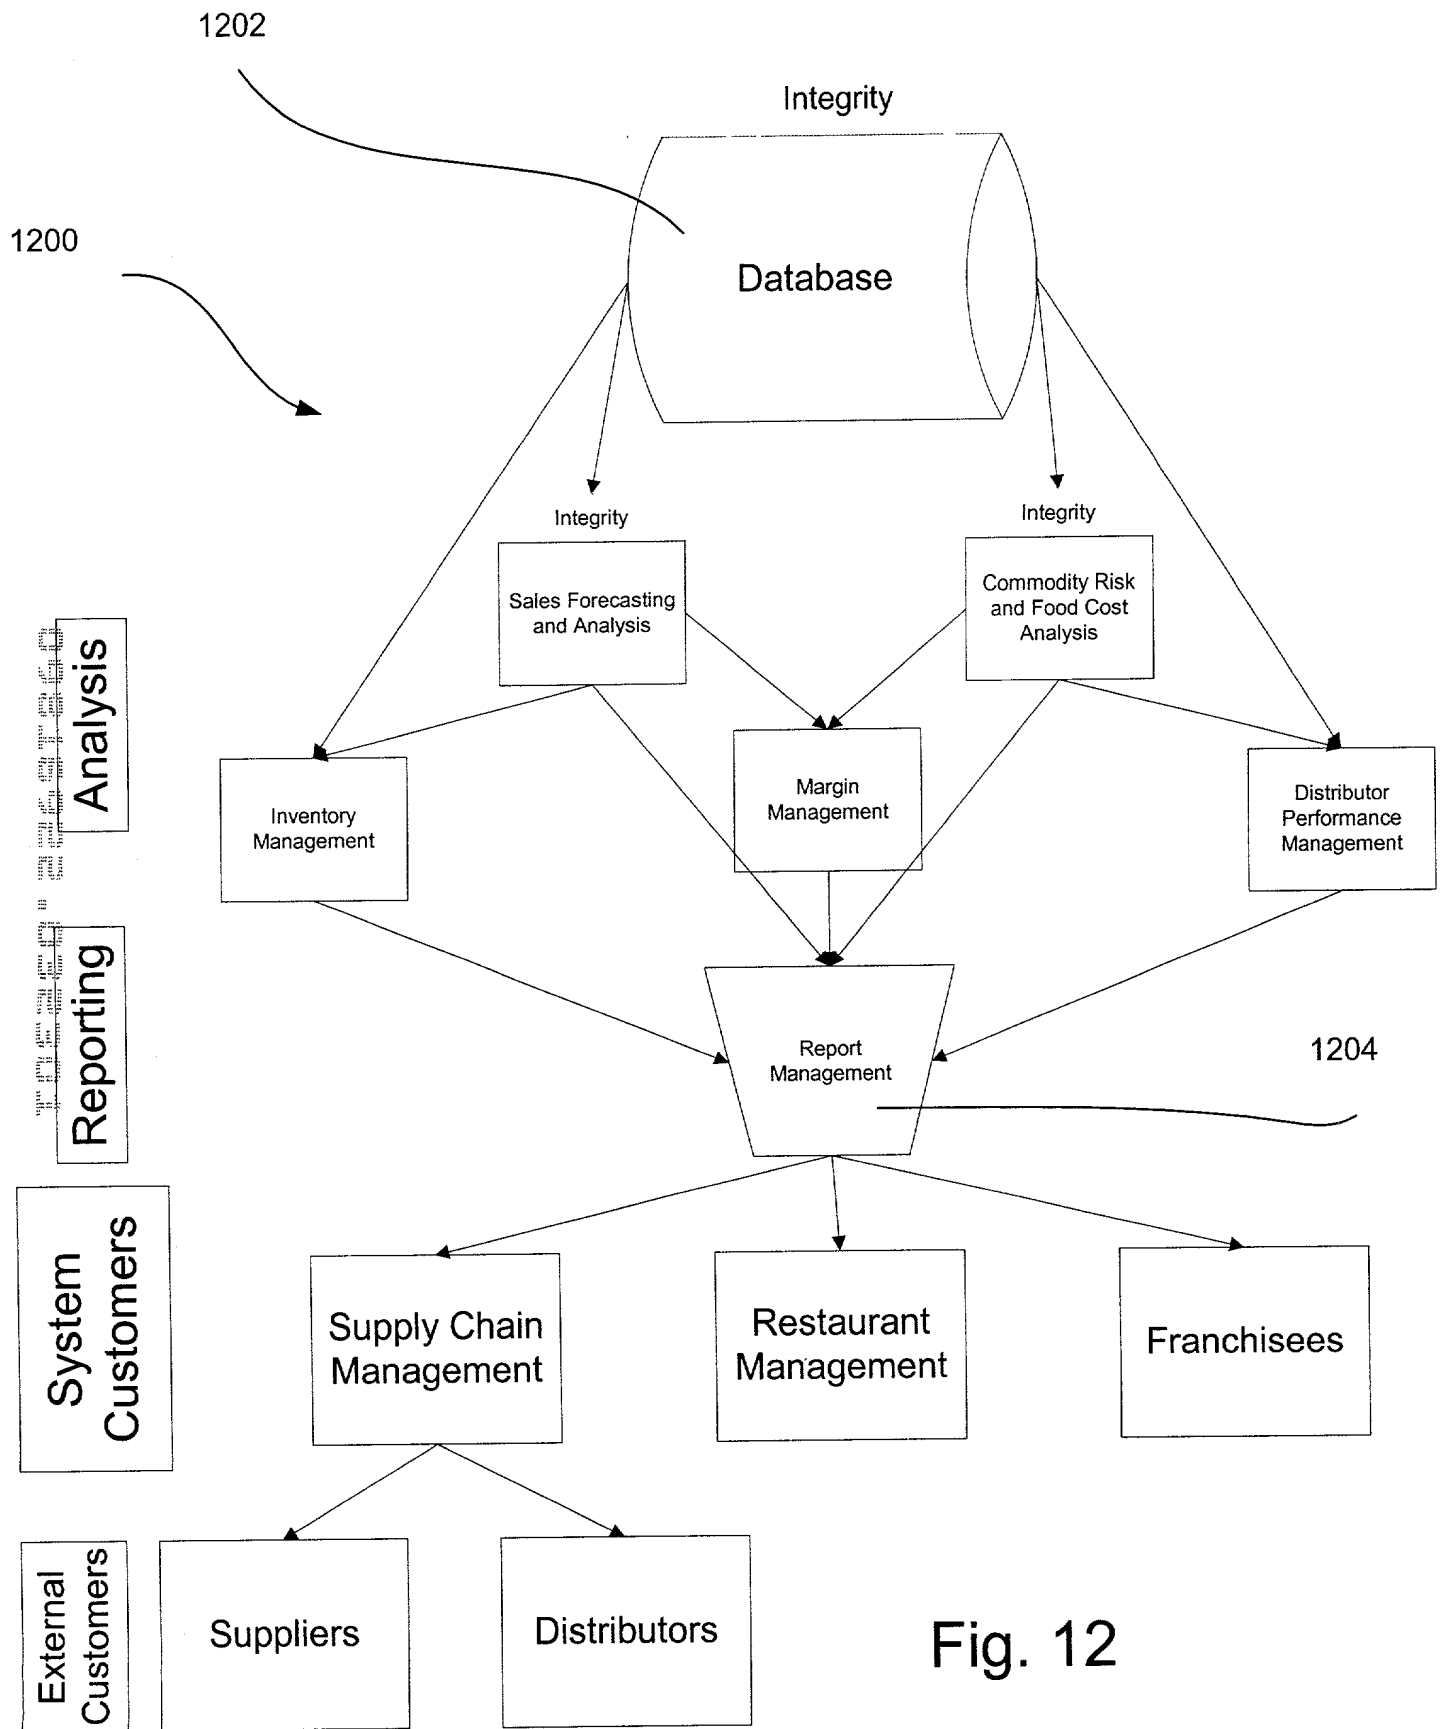 1202
Integrity
1200
Database
Integrity
Integrity
Sales Forecasting
and Analysis
Commodity Risk
and Food Cost
Analysis
Analysis
Inventory
Management
Margin
Management
Distributor
Performance
Management
Reporting
Report
Management
1204
System
Customers
Supply Chain
Management
Restaurant
Management
Franchisees
External
Customers
Suppliers
Distributors
Fig. 12